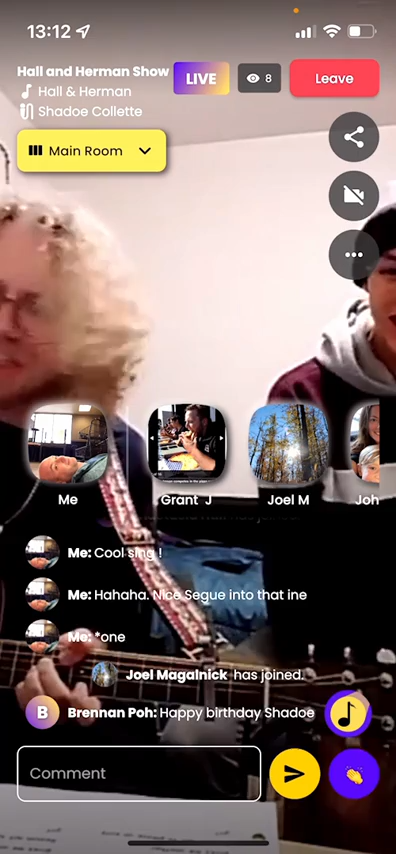 13:12
Hall and Herman Show
LIVE
8
Leave
Hall & Herman
Shadoe Collette
Main Room
Me
Grant J
Joel M
Joh
Me: Cool sing !
Me: Hahaha. Nice Segue into that ine
Me: *one
Joel Magalnick has joined.
B
Brennan Poh: Happy birthday Shadoe
Comment